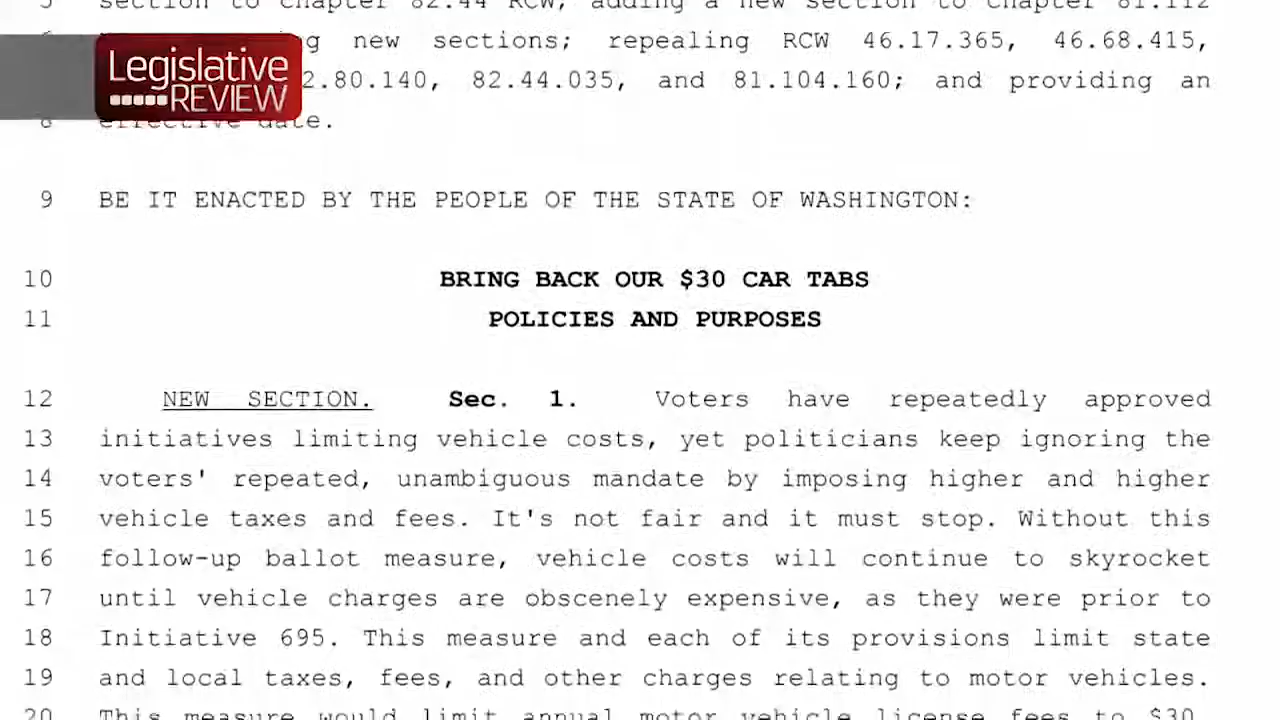 5 section to chapter 82.44 RCW; adding a new section to chapter 81.112
Legislative
REVIEW
g new sections; repealing RCW 46.17.365, 46.68.415,
2.80.140, 82.44.035, and 81.104.160; and providing an
8 effective date.
9 BE IT ENACTED BY THE PEOPLE OF THE STATE OF WASHINGTON:
10 BRING BACK OUR $30 CAR TABS
11 POLICIES AND PURPOSES
12 NEW SECTION. Sec. 1. Voters have repeatedly approved
13 initiatives limiting vehicle costs, yet politicians keep ignoring the
14 voters' repeated, unambiguous mandate by imposing higher and higher
15 vehicle taxes and fees. It's not fair and it must stop. Without this
16 follow-up ballot measure, vehicle costs will continue to skyrocket
17 until vehicle charges are obscenely expensive, as they were prior to
18 Initiative 695. This measure and each of its provisions limit state
19 and local taxes, fees, and other charges relating to motor vehicles.
20 This measure would limit annual motor vehicle license fees to $30,